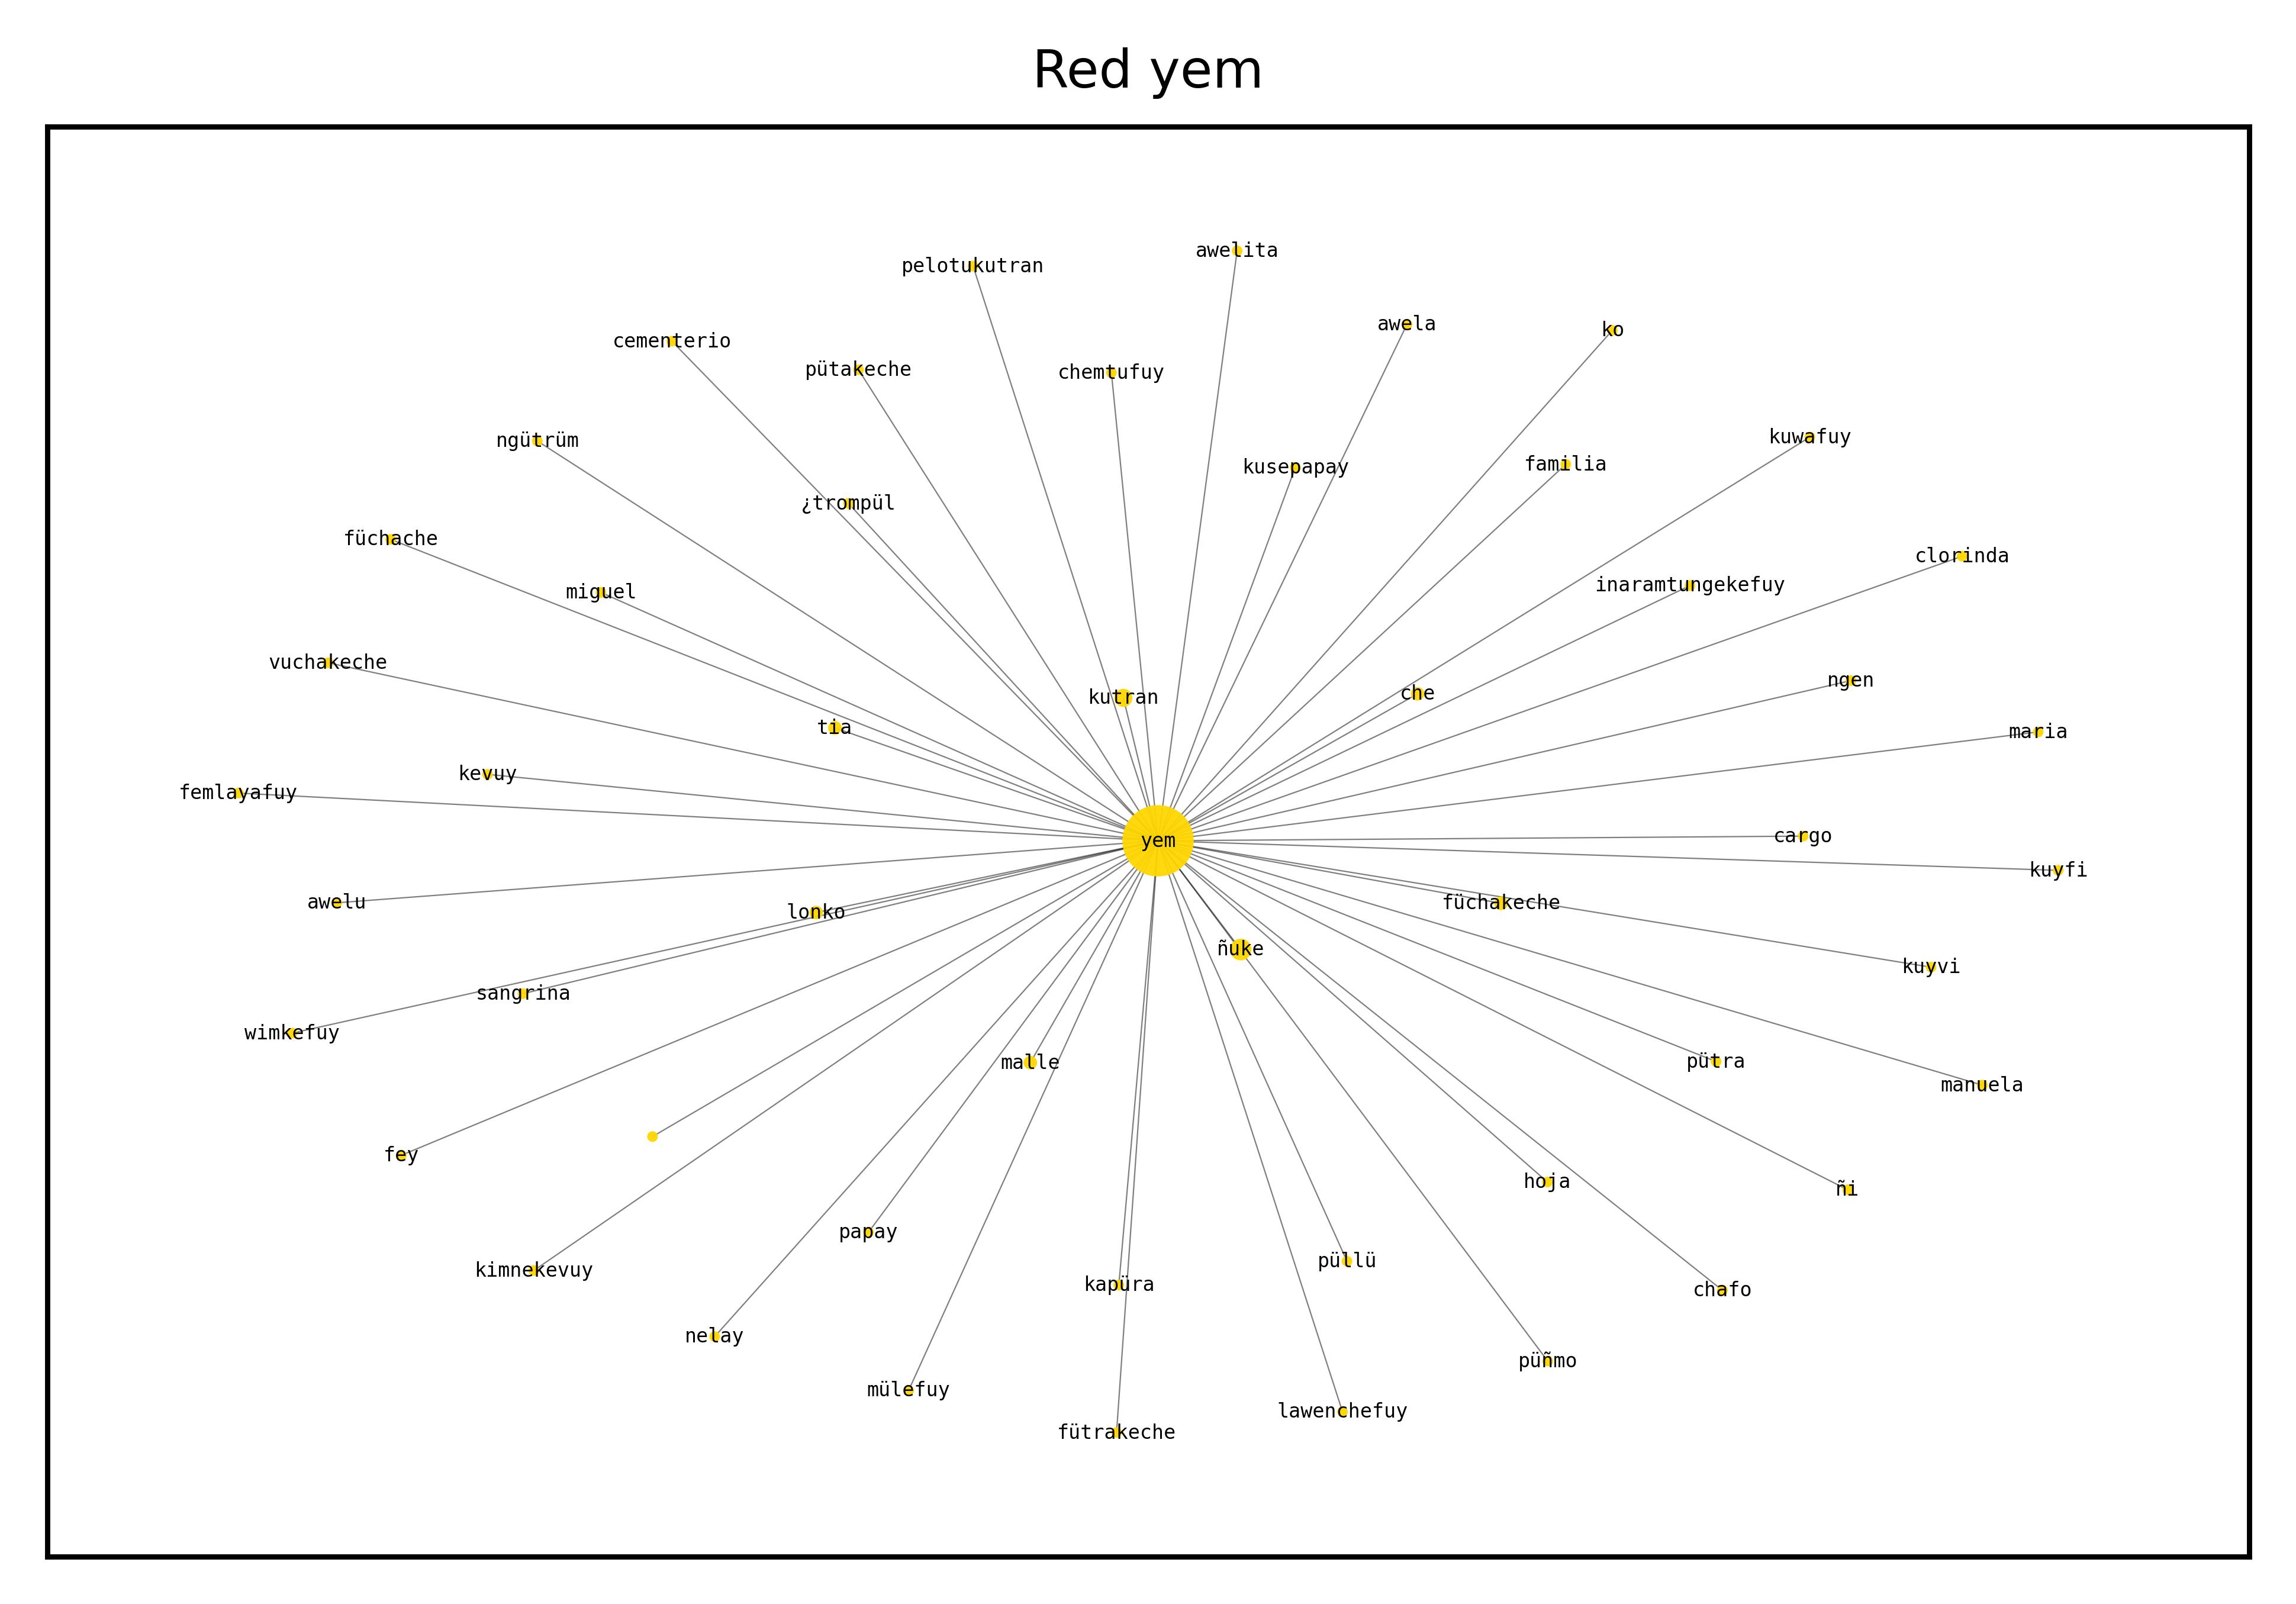 Red yem
awelita
pelotukutran
awela
ko
cementerio
pütakeche
chemtufuy
kuwafuy
ngütrüm
familia
kusepapay
¿trompül
füchache
clorinda
inaramtungekefuy
miguel
vuchakeche
ngen
che
kutran
tia
maria
kevuy
femlayafuy
cargo
yem
kuyfi
awelu
füchakeche
lonko
ñuke
kuyvi
sangrina
wimkefuy
pütra
malle
manuela
fey
hoja
ñi
papay
püllü
kimnekevuy
kapüra
chafo
nelay
püñmo
mülefuy
lawenchefuy
fütrakeche